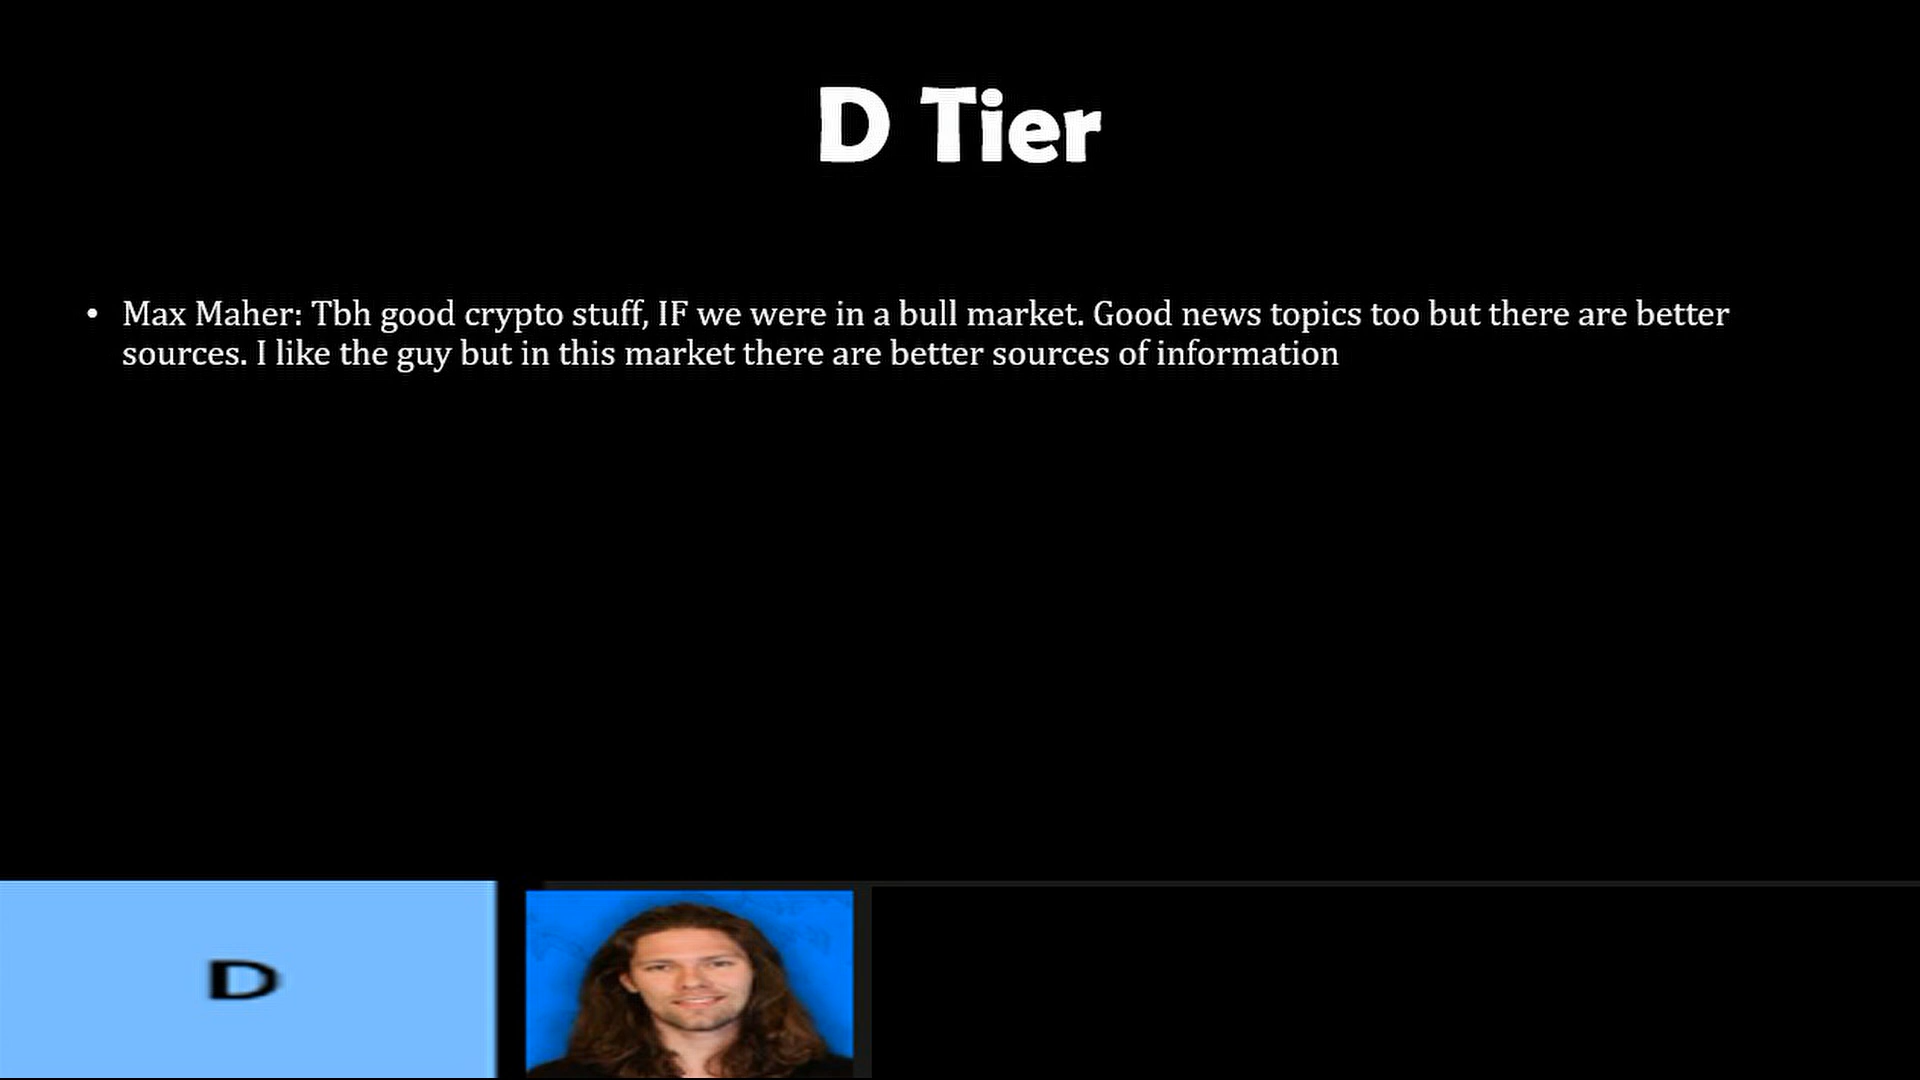 D Tier
• Max Maher: Tbh good crypto stuff, IF we were in a bull market. Good news topics too but there are better
sources. I like the guy but in this market there are better sources of information
D